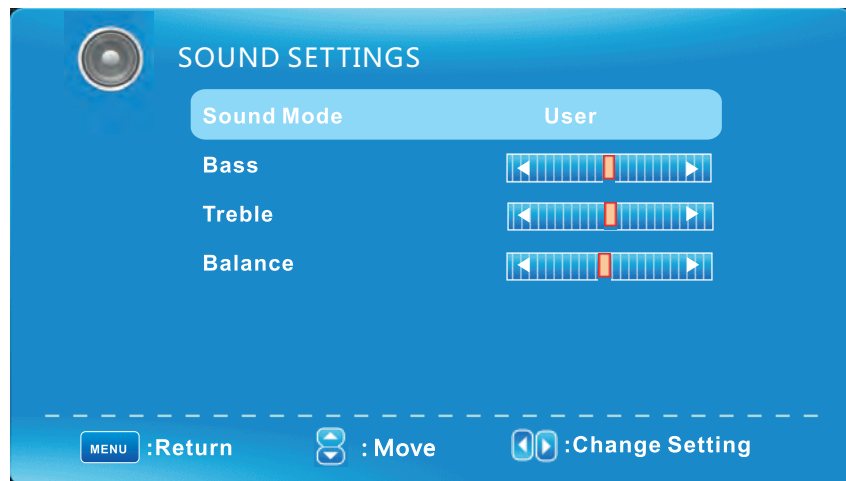 SOUND SETTINGS
Sound Mode User
Bass
Treble
Balance
MENU :Return : Move :Change Setting